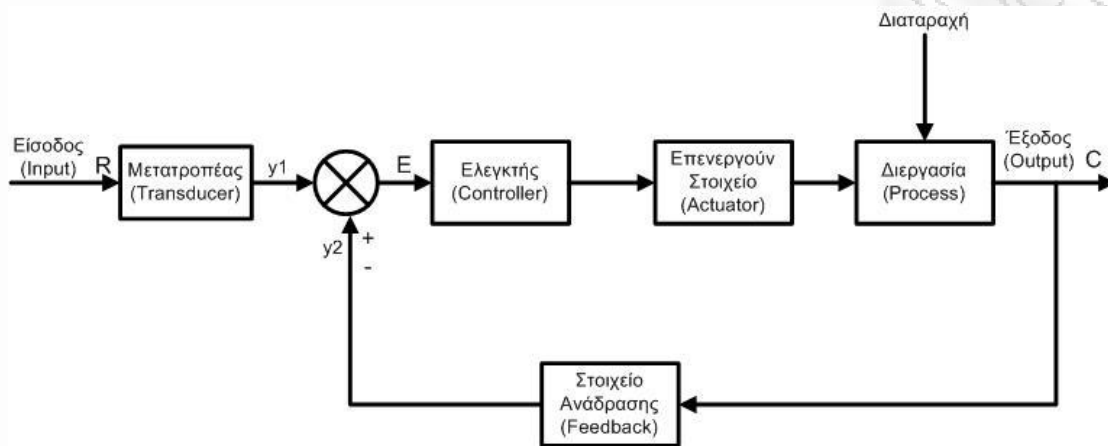 Διαταραχή
Είσοδος
(Input)
R
Μετατροπέας
(Transducer)
y1
E
Ελεγκτής
(Controller)
Επενεργούν
Στοιχείο
(Actuator)
Διεργασία
(Process)
Έξοδος
(Output)
C
y2
+
-
Στοιχείο
Ανάδρασης
(Feedback)